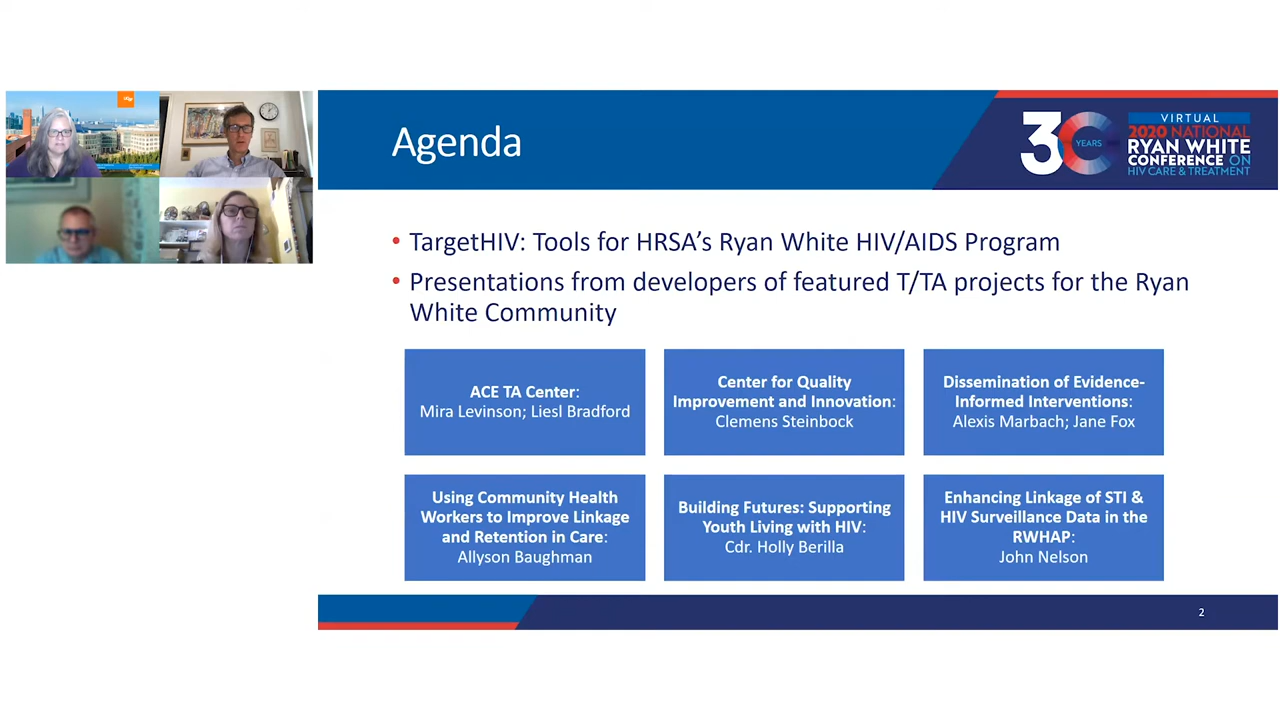 Agenda
30
YEARS
VIRTUAL
2020 NATIONAL
RYAN WHITE
CONFERENCE ON
HIV CARE & TREATMENT
• TargetHIV: Tools for HRSA's Ryan White HIV/AIDS Program
• Presentations from developers of featured T/TA projects for the Ryan
White Community
ACE TA Center:
Mira Levinson; Liesl Bradford
Center for Quality
Improvement and Innovation:
Clemens Steinbock
Dissemination of Evidence-
Informed Interventions:
Alexis Marbach; Jane Fox
Using Community Health
Workers to Improve Linkage
and Retention in Care:
Allyson Baughman
Building Futures: Supporting
Youth Living with HIV:
Cdr. Holly Berilla
Enhancing Linkage of STI &
HIV Surveillance Data in the
RWHAP:
John Nelson
2